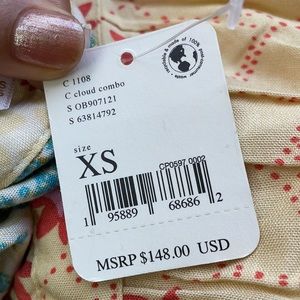 C 1108
C cloud combo
S OB907121
S 63814792
size
XS
CP0597 0002
1 95889 68686 2
MSRP $148.00 USD